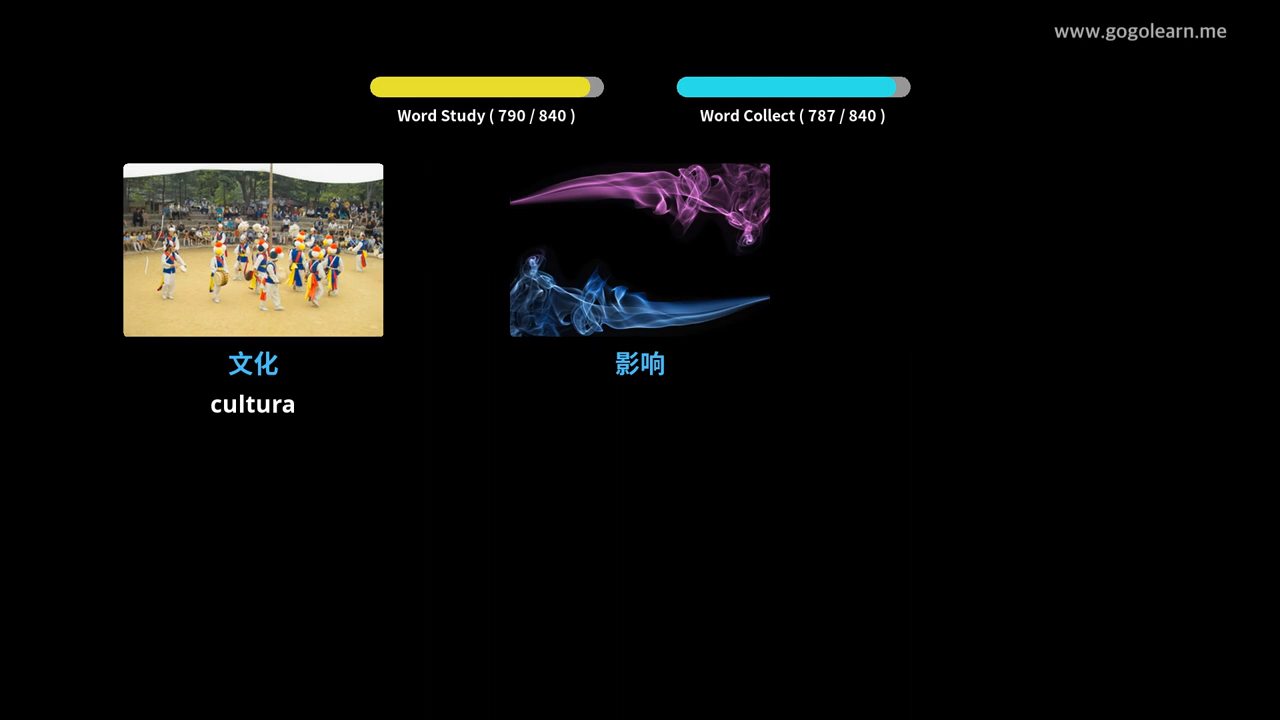 www.gogolearn.me
Word Study ( 790 / 840 )
Word Collect ( 787 / 840 )
文化
影响
cultura